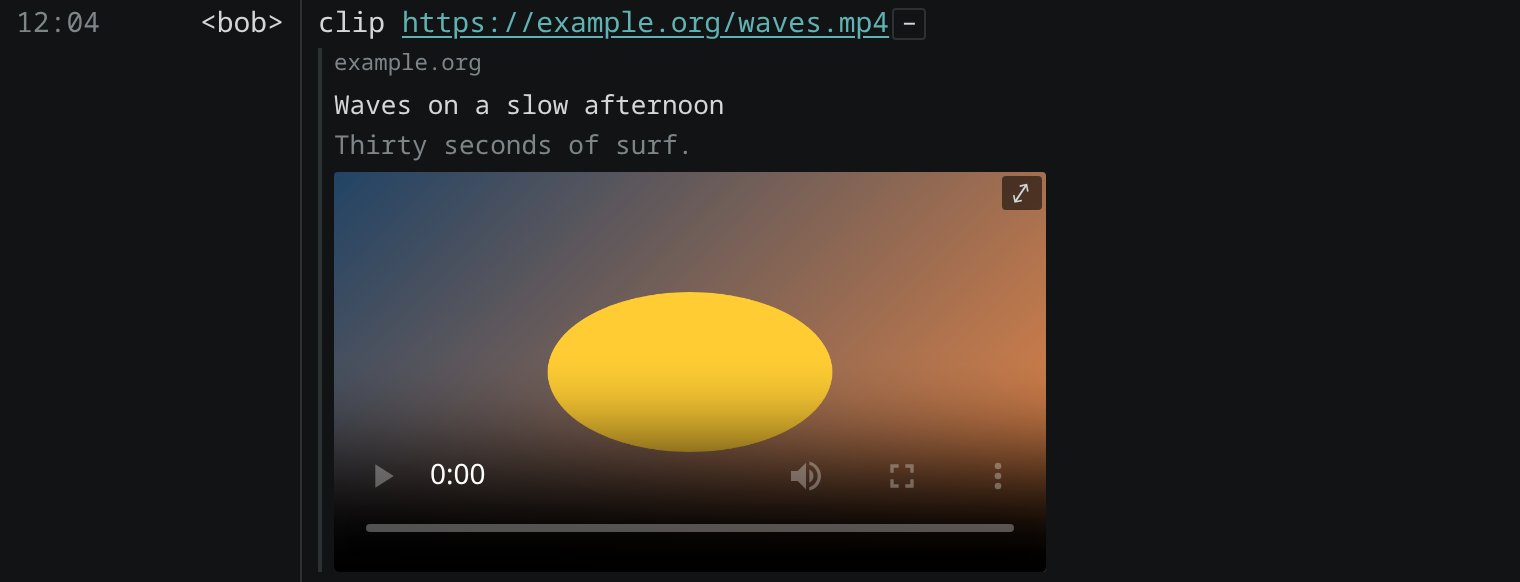 12:04 <bob> clip https://example.org/waves.mp4 −
example.org
Waves on a slow afternoon
Thirty seconds of surf.
0:00